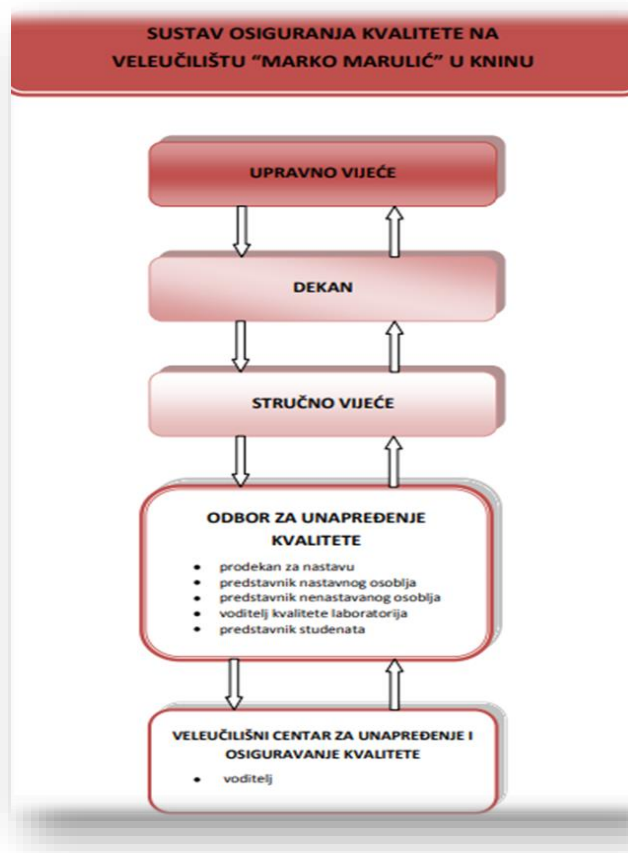 SUSTAV OSIGURANJA KVALITETE NA
VELEUČILIŠTU “MARKO MARULIĆ” U KNINU
UPRAVNO VIJEĆE
DEKAN
STRUČNO VIJEĆE
ODBOR ZA UNAPREĐENJE
KVALITETE
• prodekan za nastavu
• predstavnik nastavnog osoblja
• predstavnik nenastavanog osoblja
• voditelj kvalitete laboratorija
• predstavnik studenata
VELEUČILIŠNI CENTAR ZA UNAPREĐENJE I
OSIGURAVANJE KVALITETE
• voditelj